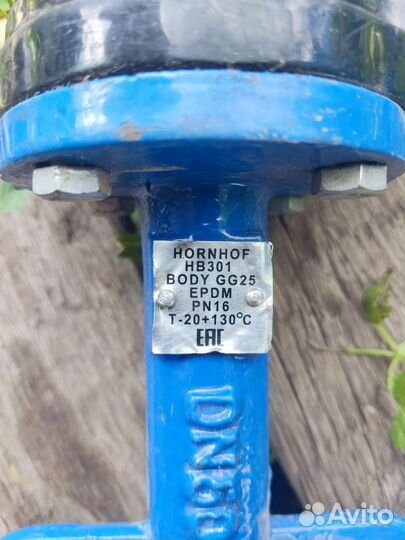 HORNHOF
HB301
BODY GG25
EPDM
PN16
T-20+130°C
EAC
DN50
Avito